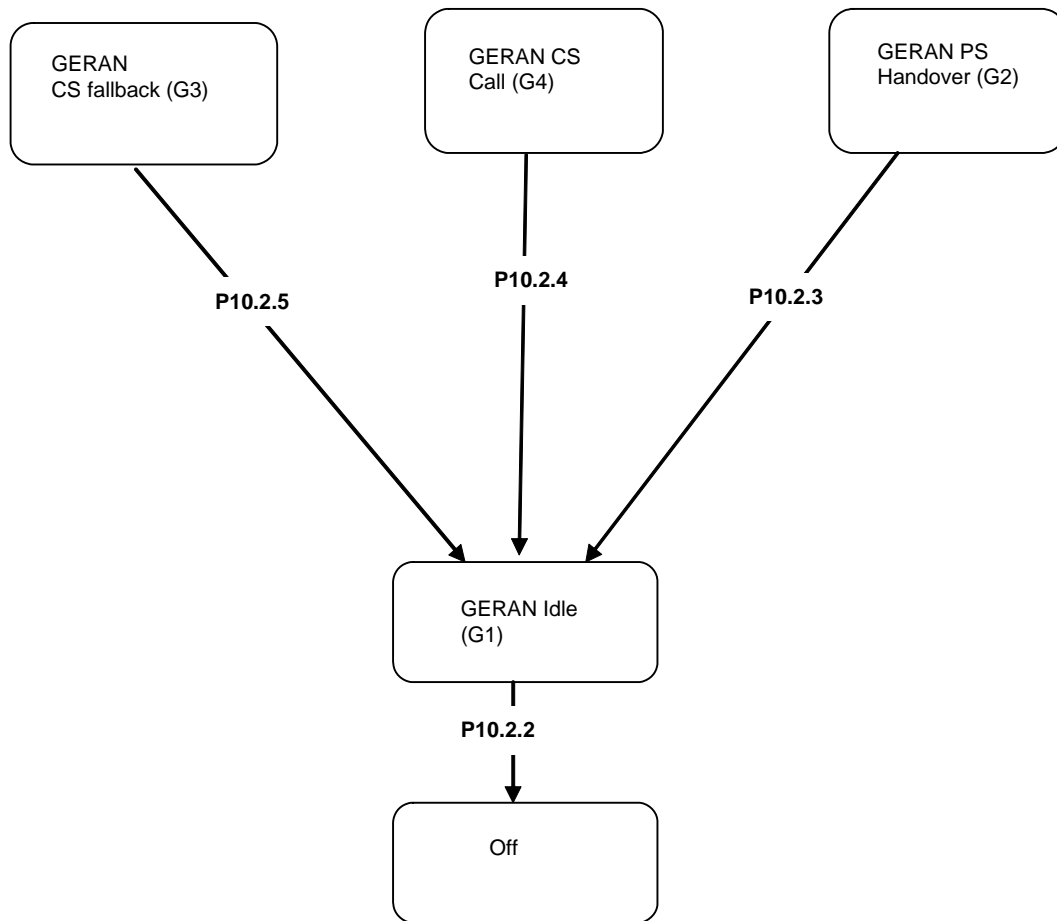 GERAN
CS fallback (G3)
GERAN CS
Call (G4)
GERAN PS
Handover (G2)
P10.2.5
P10.2.4
P10.2.3
GERAN Idle
(G1)
P10.2.2
Off